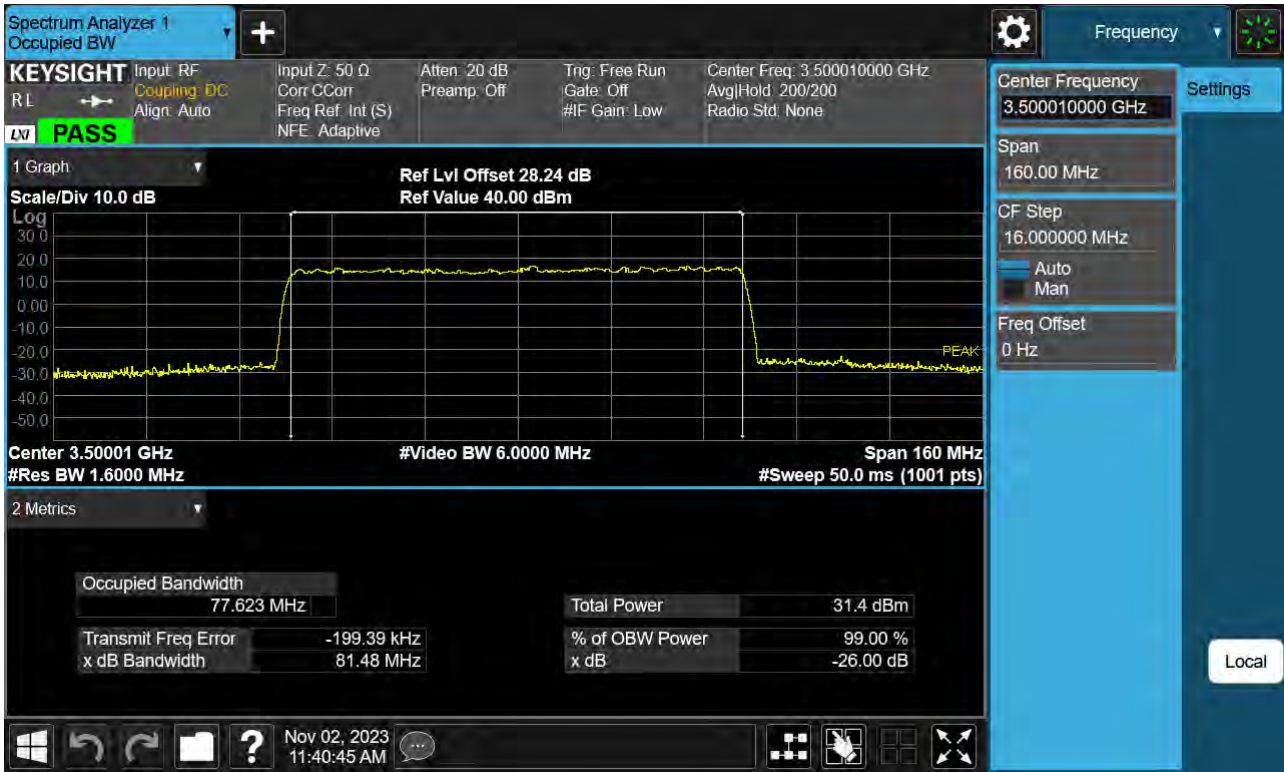 Spectrum Analyzer 1
Occupied BW
Frequency
KEYSIGHT
RL
LXI PASS
Input: RF
Coupling: DC
Align: Auto
Input Z: 50 Ω
Corr CCorr
Freq Ref: Int (S)
NFE: Adaptive
Atten: 20 dB
Preamp: Off
Trig: Free Run
Gate: Off
#IF Gain: Low
Center Freq: 3.500010000 GHz
Avg|Hold: 200/200
Radio Std: None
Center Frequency
3.500010000 GHz
Settings
Span
160.00 MHz
CF Step
16.000000 MHz
Auto
Man
Freq Offset
0 Hz
Local
1 Graph
Scale/Div 10.0 dB
Ref Lvl Offset 28.24 dB
Ref Value 40.00 dBm
Log
30.0
20.0
10.0
0.00
-10.0
-20.0
-30.0
-40.0
-50.0
PEAK
Center 3.50001 GHz
#Video BW 6.0000 MHz
Span 160 MHz
#Res BW 1.6000 MHz
#Sweep 50.0 ms (1001 pts)
2 Metrics
Occupied Bandwidth
77.623 MHz
Total Power 31.4 dBm
Transmit Freq Error -199.39 kHz
% of OBW Power 99.00 %
x dB Bandwidth 81.48 MHz
x dB -26.00 dB
?
Nov 02, 2023
11:40:45 AM